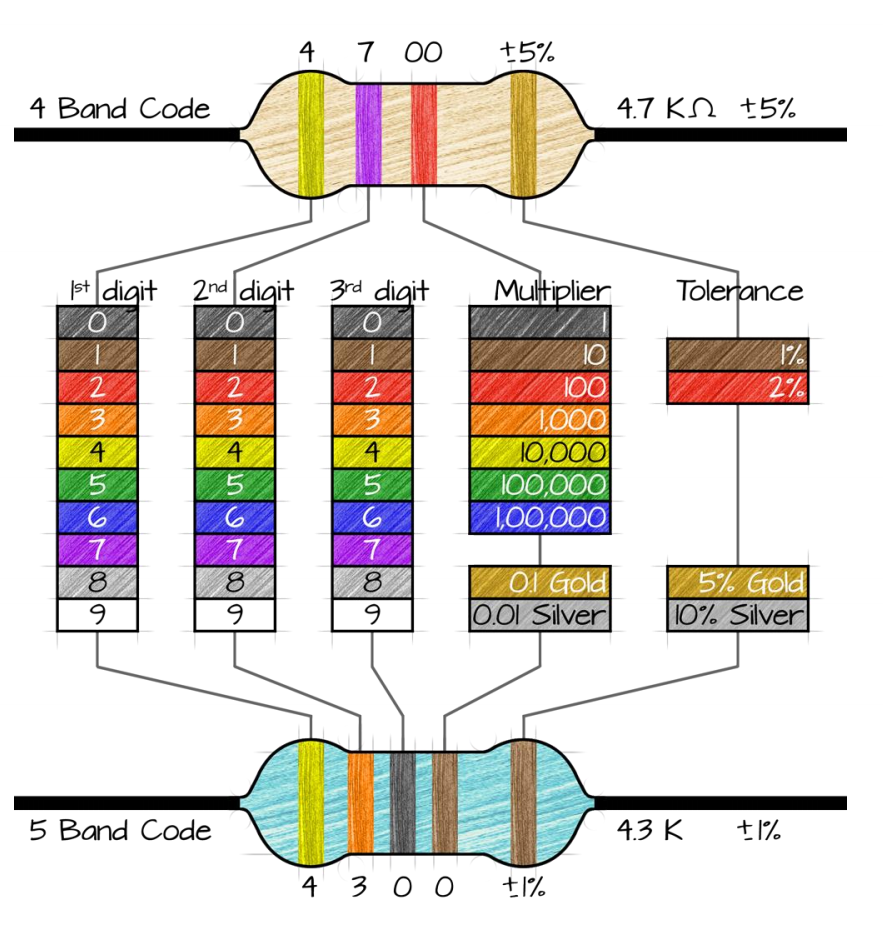 4 7 00 ±5%
4 Band Code 4.7 KΩ ±5%
1st digit 2nd digit 3rd digit Multiplier Tolerance
0 0 0 1
1 1 1 10 1%
2 2 2 100 2%
3 3 3 1,000
4 4 4 10,000
5 5 5 100,000
6 6 6 1,00,000
7 7 7
8 8 8 0.1 Gold 5% Gold
9 9 9 0.01 Silver 10% Silver
5 Band Code 4.3 K ±1%
4 3 0 0 ±1%